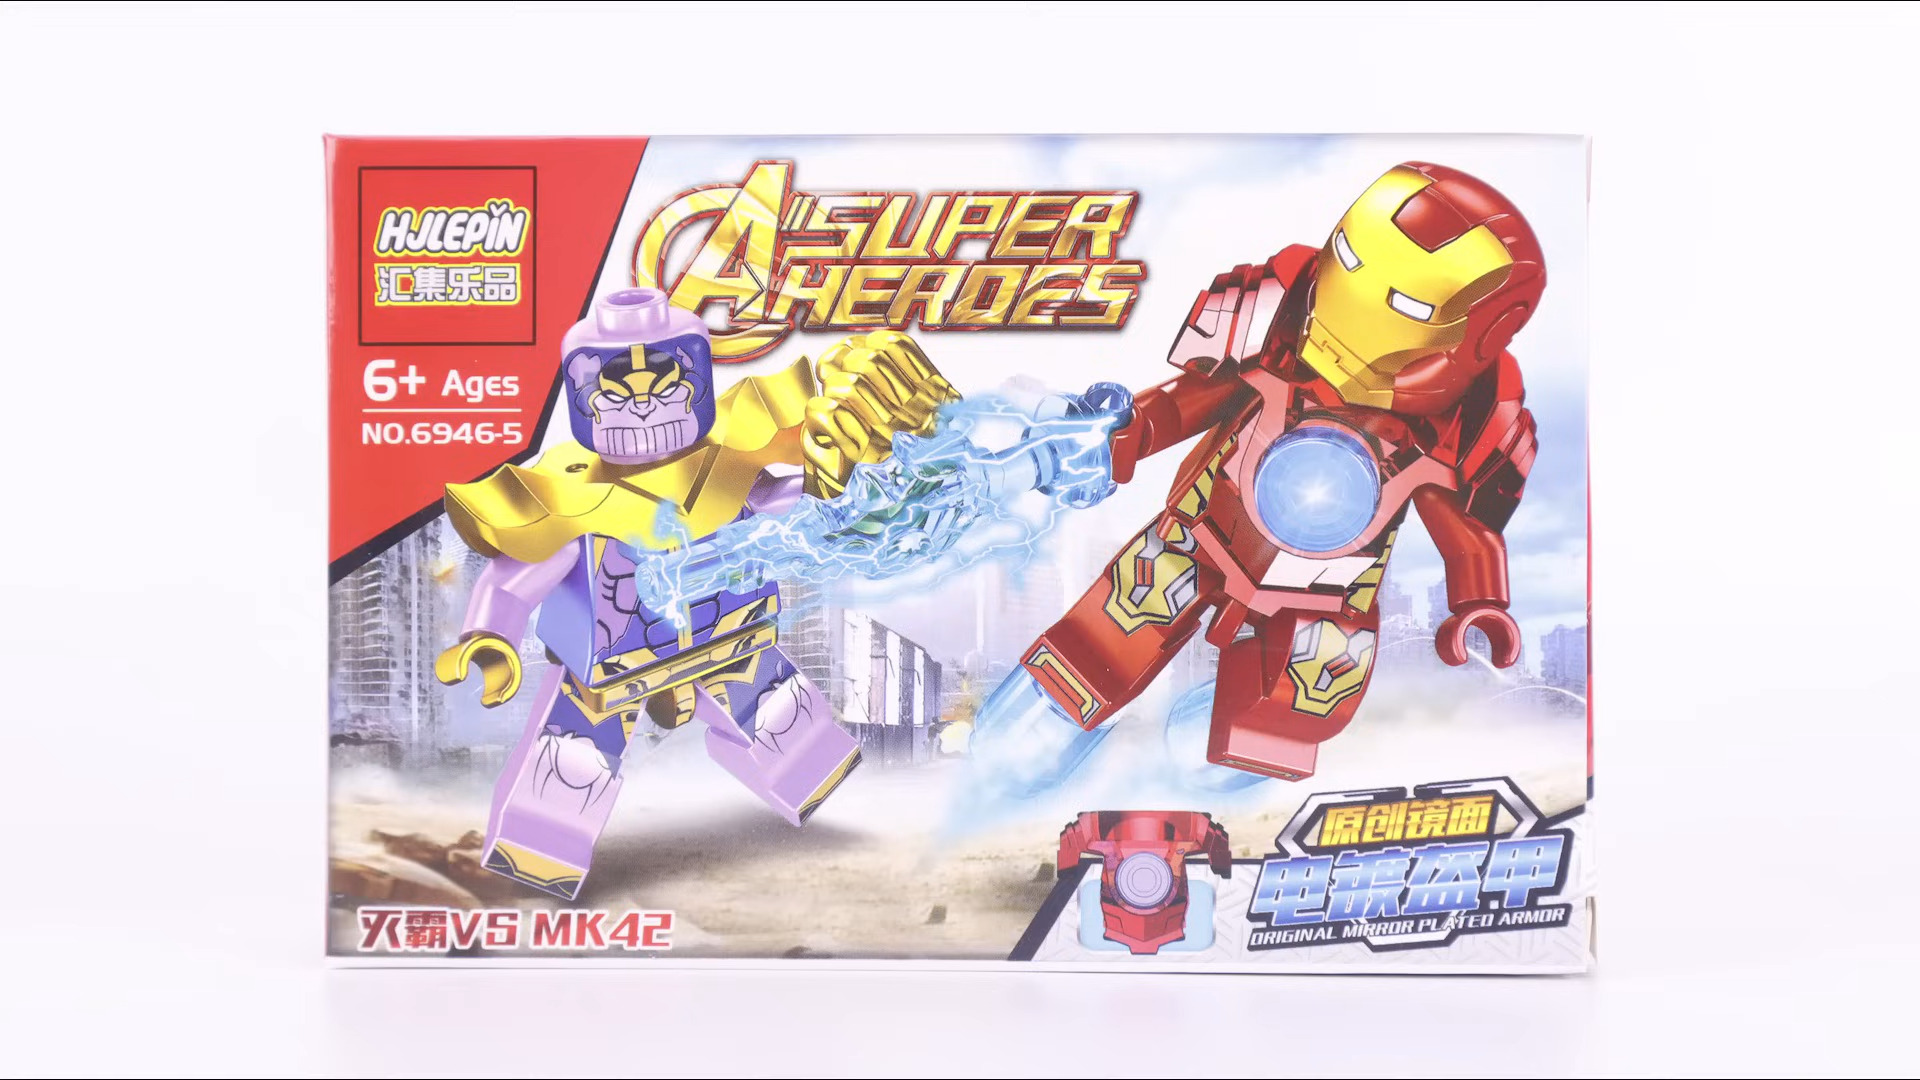 HJLEPIN
汇集乐品
6+ Ages
NO.6946-5
SUPER
HEROES
灭霸VS MK42
原创镜面
电镀盔甲
ORIGINAL MIRROR PLATED ARMOR